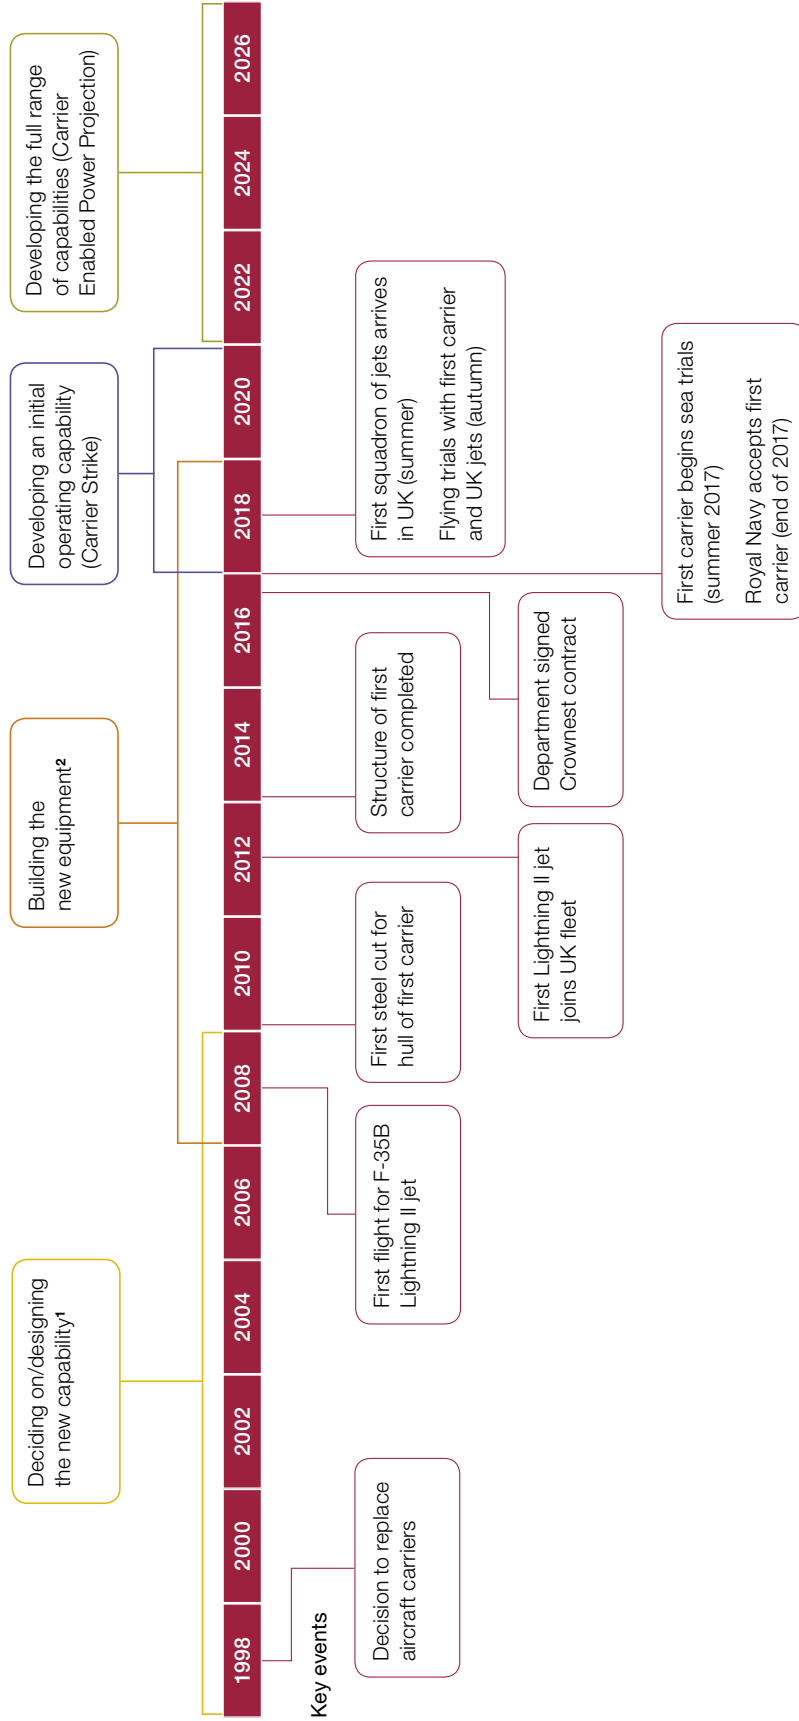 Deciding on/designing
the new capability¹
Building the
new equipment²
Developing an initial
operating capability
(Carrier Strike)
Developing the full range
of capabilities (Carrier
Enabled Power Projection)
1998 2000 2002 2004 2006 2008 2010 2012 2014 2016 2018 2020 2022 2024 2026
Key events
Decision to replace
aircraft carriers
First flight for F-35B
Lightning II jet
First steel cut for
hull of first carrier
First Lightning II jet
joins UK fleet
Structure of first
carrier completed
Department signed
Crownest contract
First carrier begins sea trials
(summer 2017)
Royal Navy accepts first
carrier (end of 2017)
First squadron of jets arrives
in UK (summer)
Flying trials with first carrier
and UK jets (autumn)